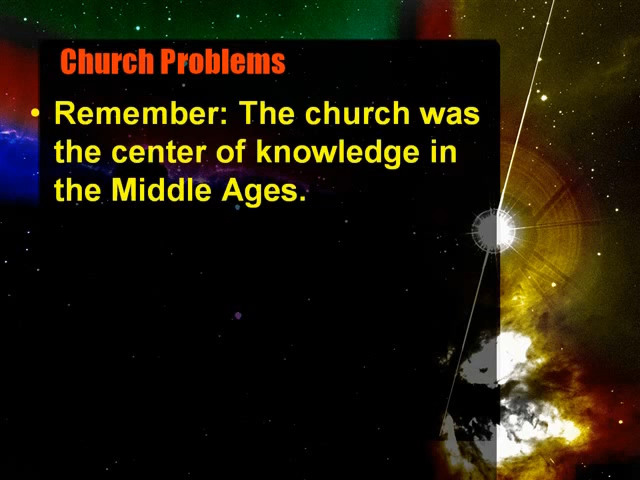 Church Problems
• Remember: The church was
the center of knowledge in
the Middle Ages.